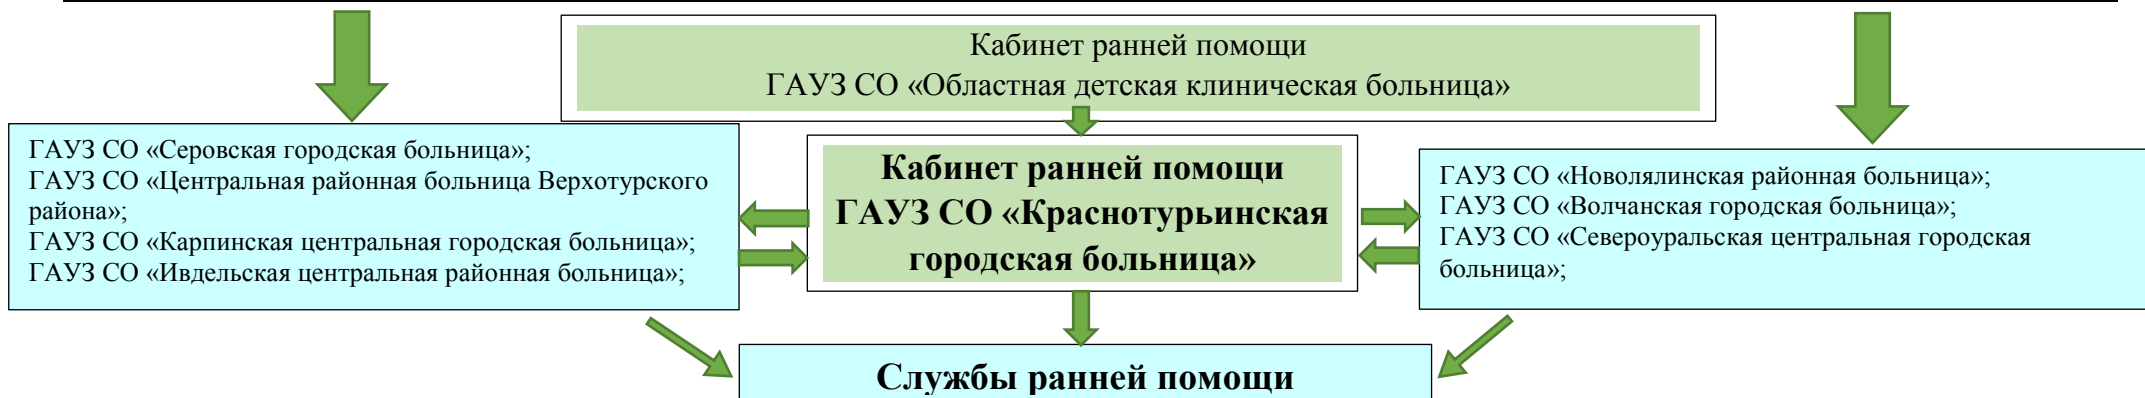 Кабинет ранней помощи
ГАУЗ СО «Областная детская клиническая больница»
ГАУЗ СО «Серовская городская больница»;
ГАУЗ СО «Центральная районная больница Верхотурского
района»;
ГАУЗ СО «Карпинская центральная городская больница»;
ГАУЗ СО «Ивдельская центральная районная больница»;
Кабинет ранней помощи
ГАУЗ СО «Краснотурьинская
городская больница»
ГАУЗ СО «Новолялинская районная больница»;
ГАУЗ СО «Волчанская городская больница»;
ГАУЗ СО «Североуральская центральная городская
больница»;
Службы ранней помощи